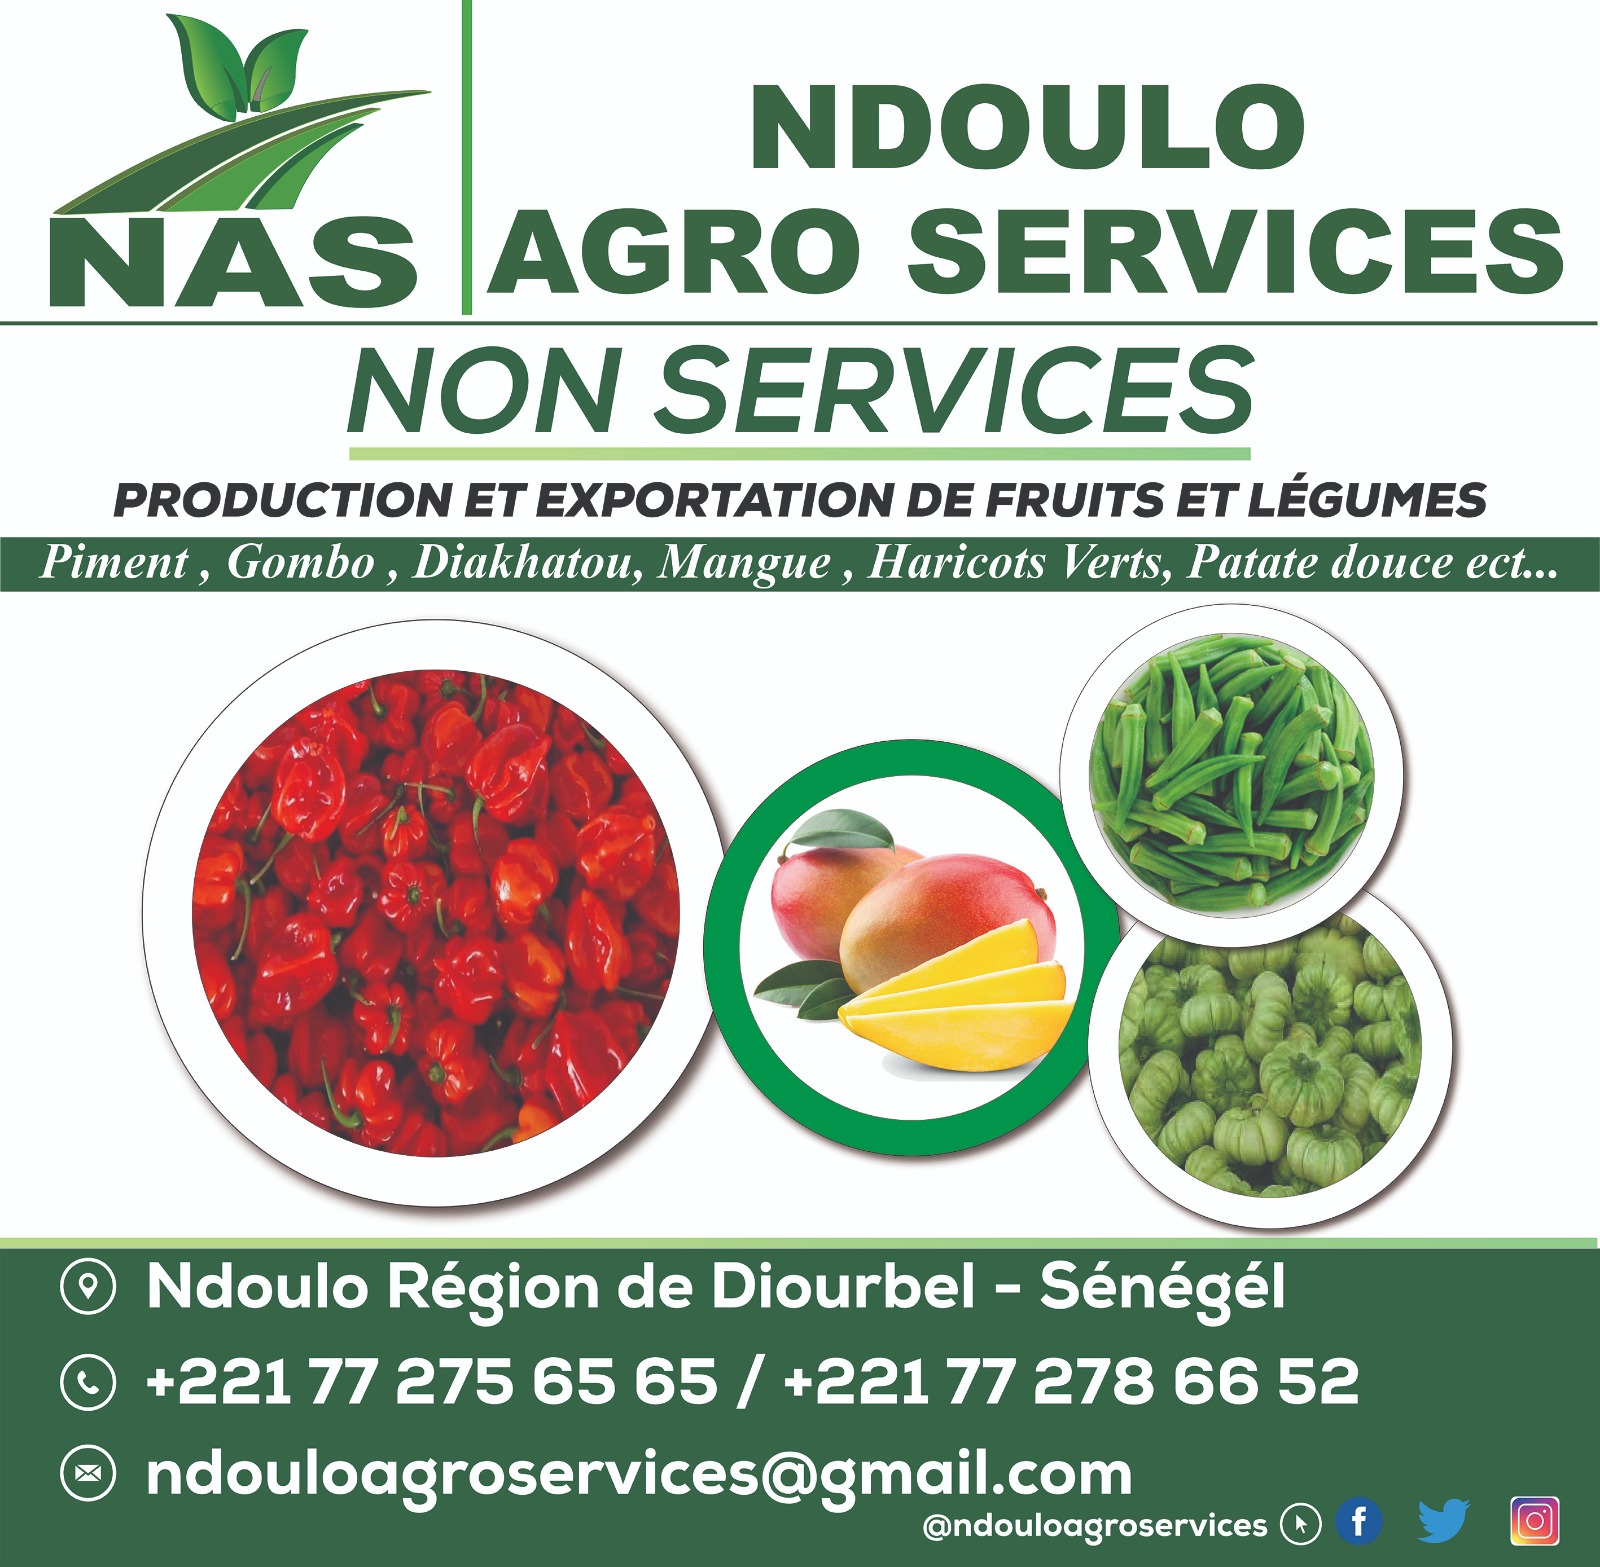 NAS
NDOULO
AGRO SERVICES
NON SERVICES
PRODUCTION ET EXPORTATION DE FRUITS ET LÉGUMES
Piment , Gombo , Diakhatou, Mangue , Haricots Verts, Patate douce ect...
Ndoulo Région de Diourbel - Sénégél
+221 77 275 65 65 / +221 77 278 66 52
ndouloagroservices@gmail.com
@ndouloagroservices